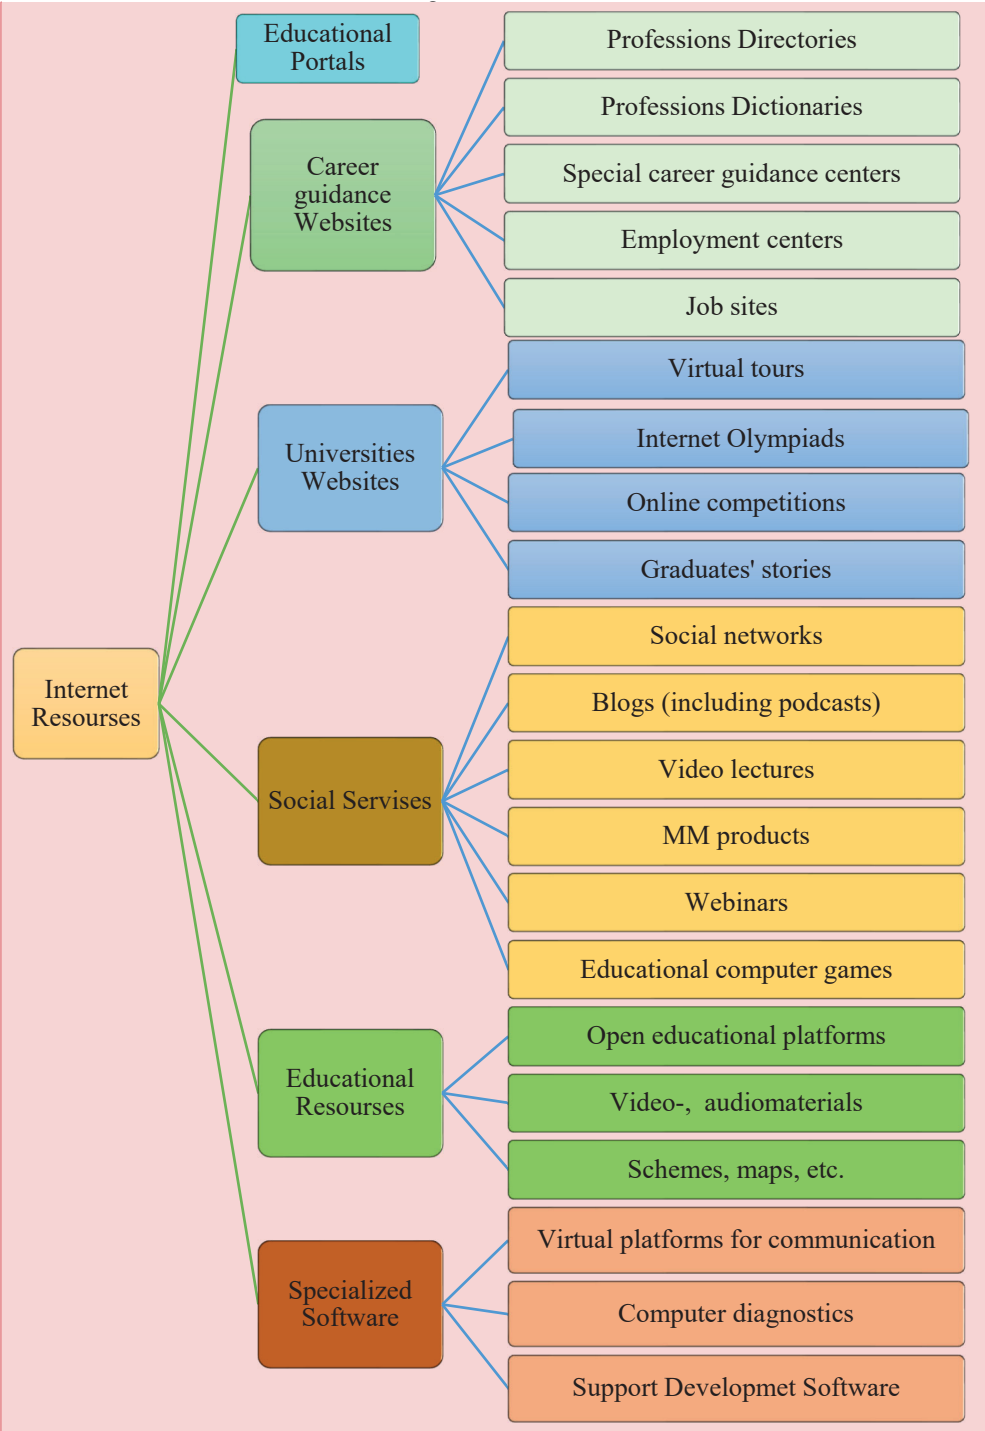 Educational
Portals
Professions Directories
Professions Dictionaries
Career
guidance
Websites
Special career guidance centers
Employment centers
Job sites
Virtual tours
Universities
Websites
Internet Olympiads
Online competitions
Graduates' stories
Internet
Resourses
Social networks
Blogs (including podcasts)
Social Servises
Video lectures
MM products
Webinars
Educational computer games
Educational
Resourses
Open educational platforms
Video-, audiomaterials
Schemes, maps, etc.
Specialized
Software
Virtual platforms for communication
Computer diagnostics
Support Developmet Software